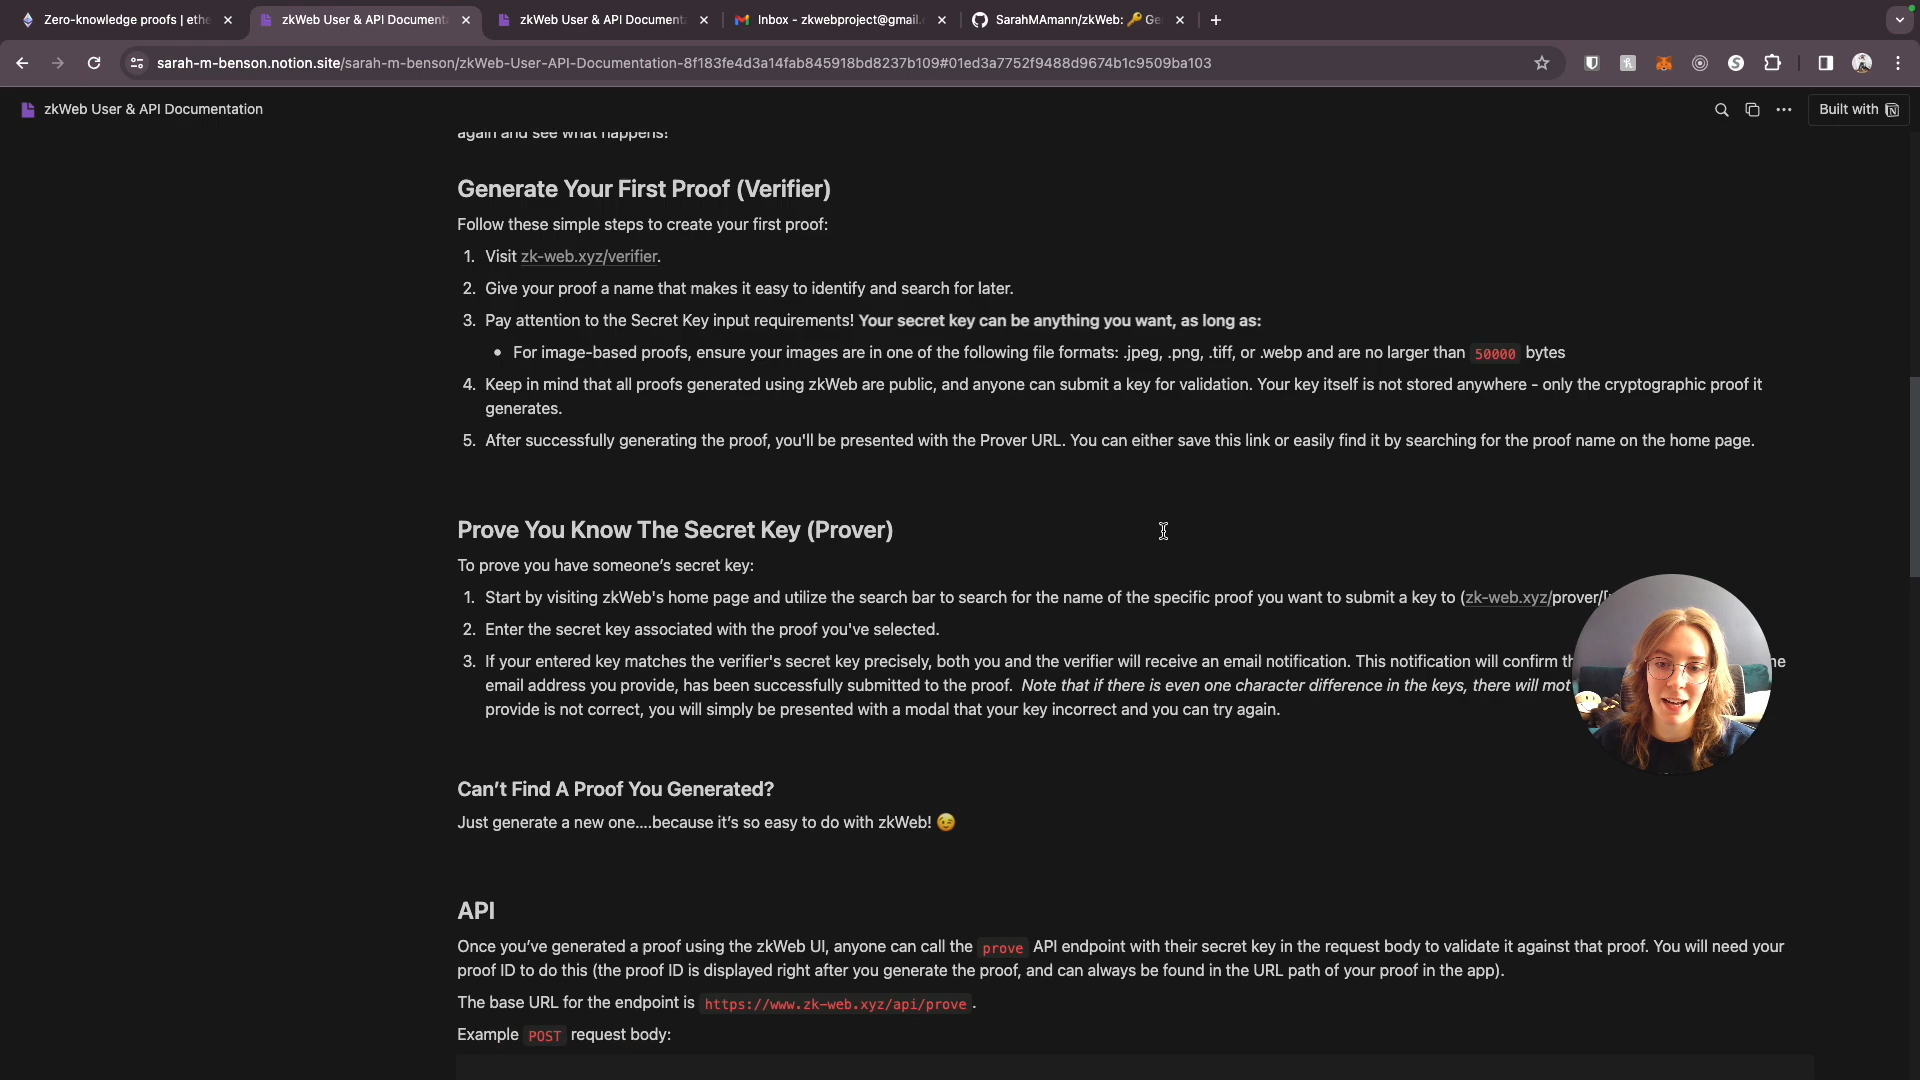 Zero-knowledge proofs | ethe
zkWeb User & API Document
zkWeb User & API Documenta
Inbox - zkwebproject@gmail.
SarahMAmann/zkWeb: 🔑 Ge
sarah-m-benson.notion.site/sarah-m-benson/zkWeb-User-API-Documentation-8f183fe4d3a14fab845918bd8237b109#01ed3a7752f9488d9674b1c9509ba103
zkWeb User & API Documentation
Built with
again and see what happens!
Generate Your First Proof (Verifier)
Follow these simple steps to create your first proof:
1. Visit zk-web.xyz/verifier.
2. Give your proof a name that makes it easy to identify and search for later.
3. Pay attention to the Secret Key input requirements! Your secret key can be anything you want, as long as:
• For image-based proofs, ensure your images are in one of the following file formats: .jpeg, .png, .tiff, or .webp and are no larger than 50000 bytes
4. Keep in mind that all proofs generated using zkWeb are public, and anyone can submit a key for validation. Your key itself is not stored anywhere - only the cryptographic proof it
generates.
5. After successfully generating the proof, you'll be presented with the Prover URL. You can either save this link or easily find it by searching for the proof name on the home page.
Prove You Know The Secret Key (Prover)
To prove you have someone's secret key:
1. Start by visiting zkWeb's home page and utilize the search bar to search for the name of the specific proof you want to submit a key to (zk-web.xyz/prover/[
2. Enter the secret key associated with the proof you've selected.
3. If your entered key matches the verifier's secret key precisely, both you and the verifier will receive an email notification. This notification will confirm
email address you provide, has been successfully submitted to the proof. Note that if there is even one character difference in the keys, there will mot
provide is not correct, you will simply be presented with a modal that your key incorrect and you can try again.
Can't Find A Proof You Generated?
Just generate a new one....because it's so easy to do with zkWeb! 😉
API
Once you've generated a proof using the zkWeb UI, anyone can call the prove API endpoint with their secret key in the request body to validate it against that proof. You will need your
proof ID to do this (the proof ID is displayed right after you generate the proof, and can always be found in the URL path of your proof in the app).
The base URL for the endpoint is https://www.zk-web.xyz/api/prove.
Example POST request body: